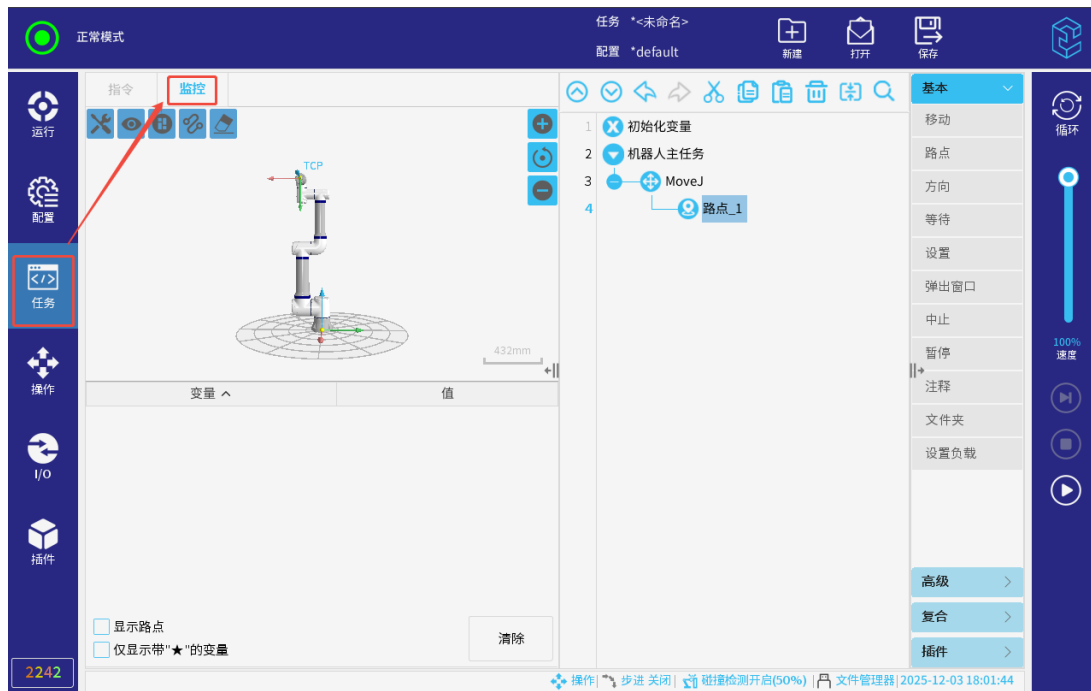 正常模式
任务 *<未命名>
配置 *default
新建
打开
保存
运行
配置
任务
操作
I/O
插件
2242
指令
监控
TCP
432mm
变量
值
显示路点
仅显示带"★"的变量
清除
1 初始化变量
2 机器人主任务
3 MoveJ
4 路点_1
基本
移动
路点
方向
等待
设置
弹出窗口
中止
暂停
注释
文件夹
设置负载
高级
复合
插件
循环
100%
速度
操作| 步进 关闭| 碰撞检测开启(50%) | 文件管理器|2025-12-03 18:01:44